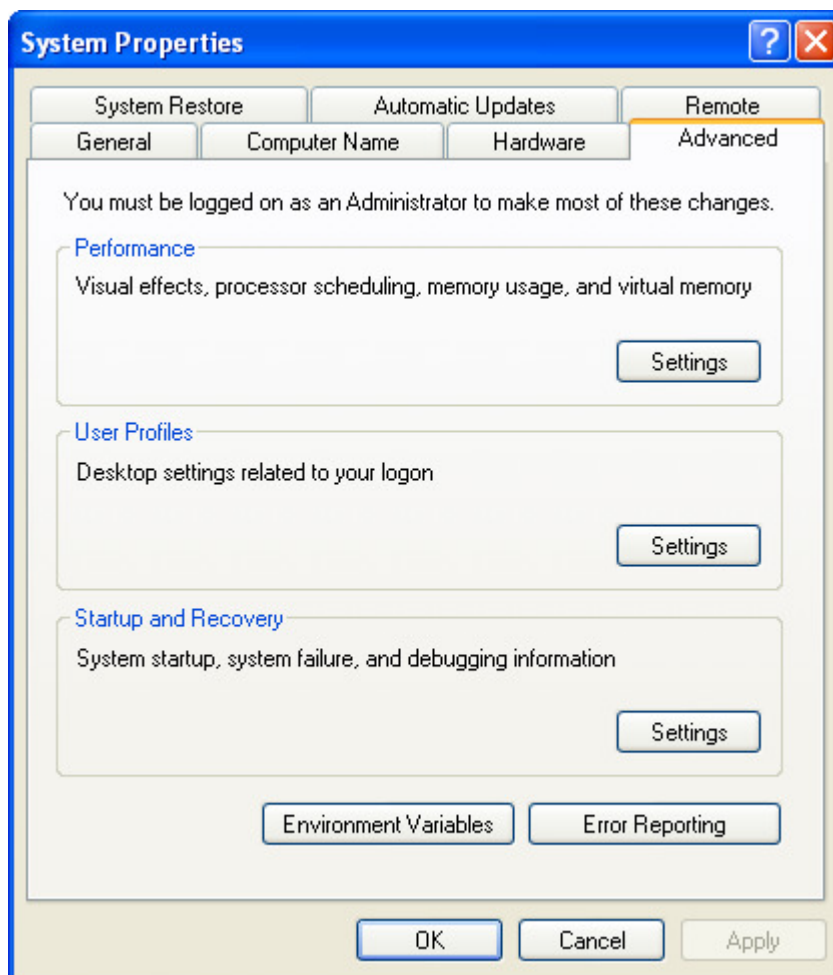 System Properties
System Restore
Automatic Updates
Remote
General
Computer Name
Hardware
Advanced
You must be logged on as an Administrator to make most of these changes.
Performance
Visual effects, processor scheduling, memory usage, and virtual memory
Settings
User Profiles
Desktop settings related to your logon
Settings
Startup and Recovery
System startup, system failure, and debugging information
Settings
Environment Variables
Error Reporting
OK
Cancel
Apply